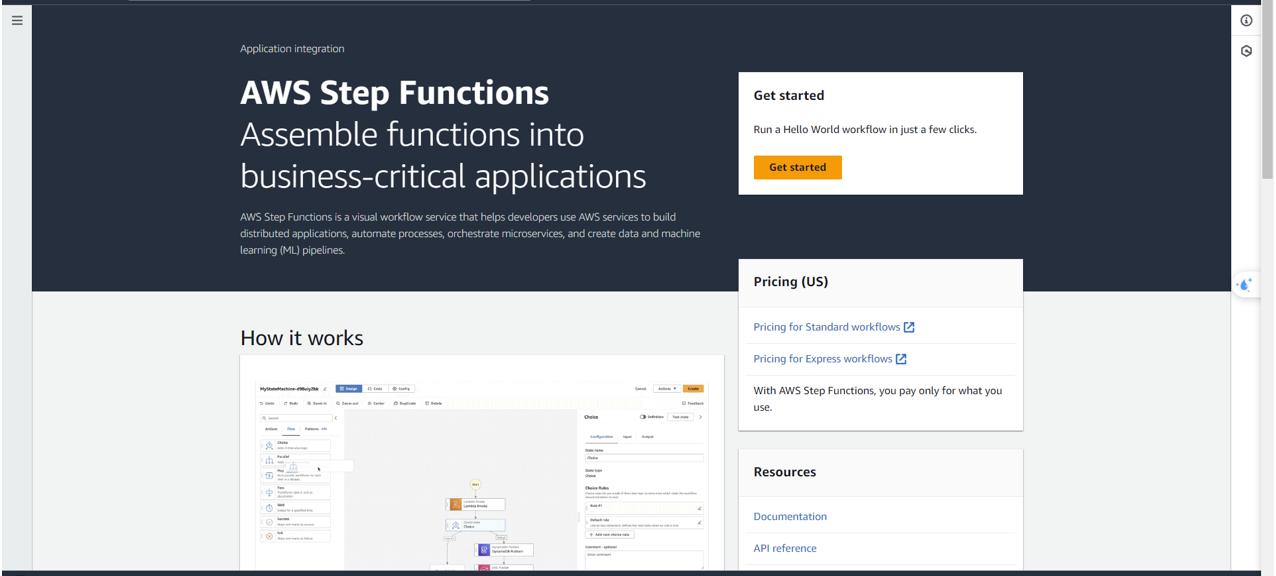 Application integration
AWS Step Functions
Assemble functions into
business-critical applications
AWS Step Functions is a visual workflow service that helps developers use AWS services to build
distributed applications, automate processes, orchestrate microservices, and create data and machine
learning (ML) pipelines.
Get started
Run a Hello World workflow in just a few clicks.
Get started
Pricing (US)
Pricing for Standard workflows
Pricing for Express workflows
With AWS Step Functions, you pay only for what you
use.
Resources
Documentation
API reference
How it works
Design
Code
Config
Cancel
Actions
Create
Undo
Redo
Zoom in
Zoom out
Center
Duplicate
Delete
Feedback
Search
Actions
Flow
Patterns
Choice
Parallel
Pass
Wait
Success
Fail
Start
Lambda: Invoke
Lambda Invoke
Choice state
Choice
DynamoDB PutItem
Choice
Definition
Test state
Configuration
Input
Output
State name
Choice
State type
Choice
Choice Rules
Rule #1
Default rule
+ Add new choice rule
Comment - optional